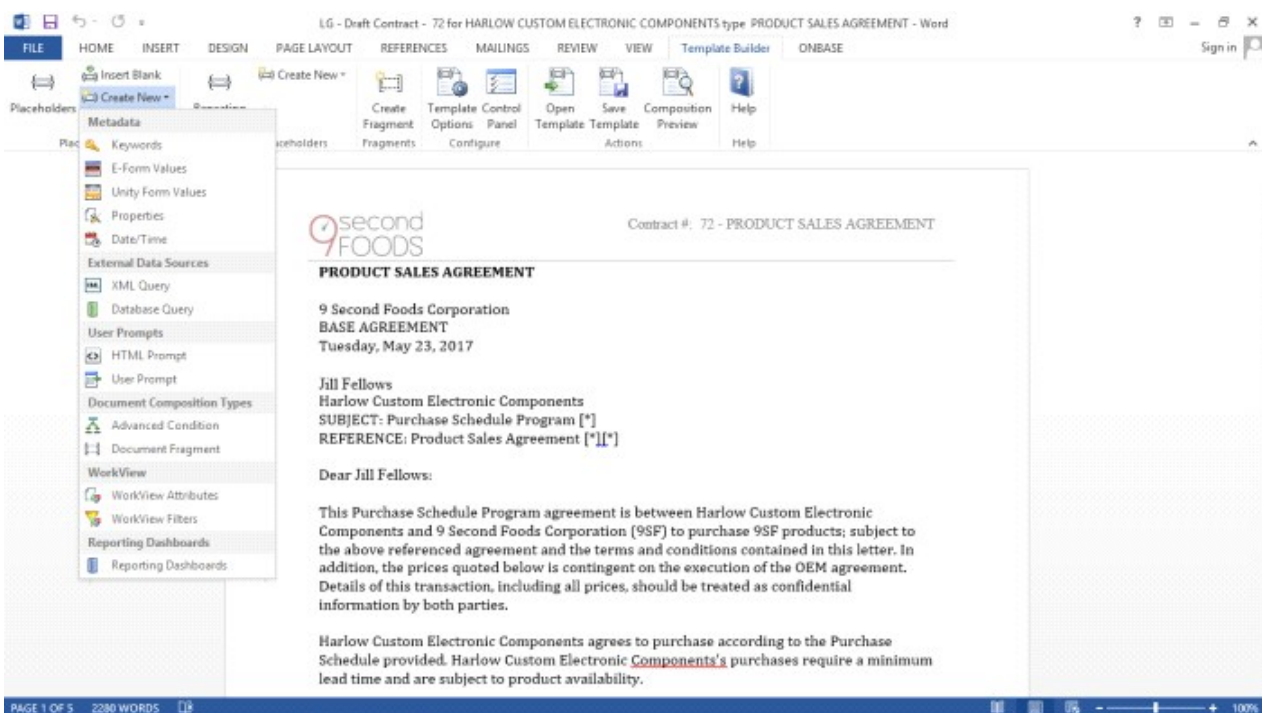 LG - Draft Contract - 72 for HARLOW CUSTOM ELECTRONIC COMPONENTS type PRODUCT SALES AGREEMENT - Word
FILE HOME INSERT DESIGN PAGE LAYOUT REFERENCES MAILINGS REVIEW VIEW Template Builder ONBASE Sign in
Placeholders
Insert Blank
Create New
Create New
Create Fragment
Template Options
Control Panel
Open Template
Save Template
Composition Preview
Help
Fragments Configure Actions Help
Metadata
Keywords
E-Form Values
Unity Form Values
Properties
Date/Time
External Data Sources
XML Query
Database Query
User Prompts
HTML Prompt
User Prompt
Document Composition Types
Advanced Condition
Document Fragment
WorkView
WorkView Attributes
WorkView Filters
Reporting Dashboards
Reporting Dashboards
9 second FOODS
Contract #: 72 - PRODUCT SALES AGREEMENT
PRODUCT SALES AGREEMENT
9 Second Foods Corporation
BASE AGREEMENT
Tuesday, May 23, 2017
Jill Fellows
Harlow Custom Electronic Components
SUBJECT: Purchase Schedule Program [*]
REFERENCE: Product Sales Agreement [*][*]
Dear Jill Fellows:
This Purchase Schedule Program agreement is between Harlow Custom Electronic
Components and 9 Second Foods Corporation (9SF) to purchase 9SF products; subject to
the above referenced agreement and the terms and conditions contained in this letter. In
addition, the prices quoted below is contingent on the execution of the OEM agreement.
Details of this transaction, including all prices, should be treated as confidential
information by both parties.
Harlow Custom Electronic Components agrees to purchase according to the Purchase
Schedule provided. Harlow Custom Electronic Components's purchases require a minimum
lead time and are subject to product availability.
PAGE 1 OF 5 2280 WORDS 100%